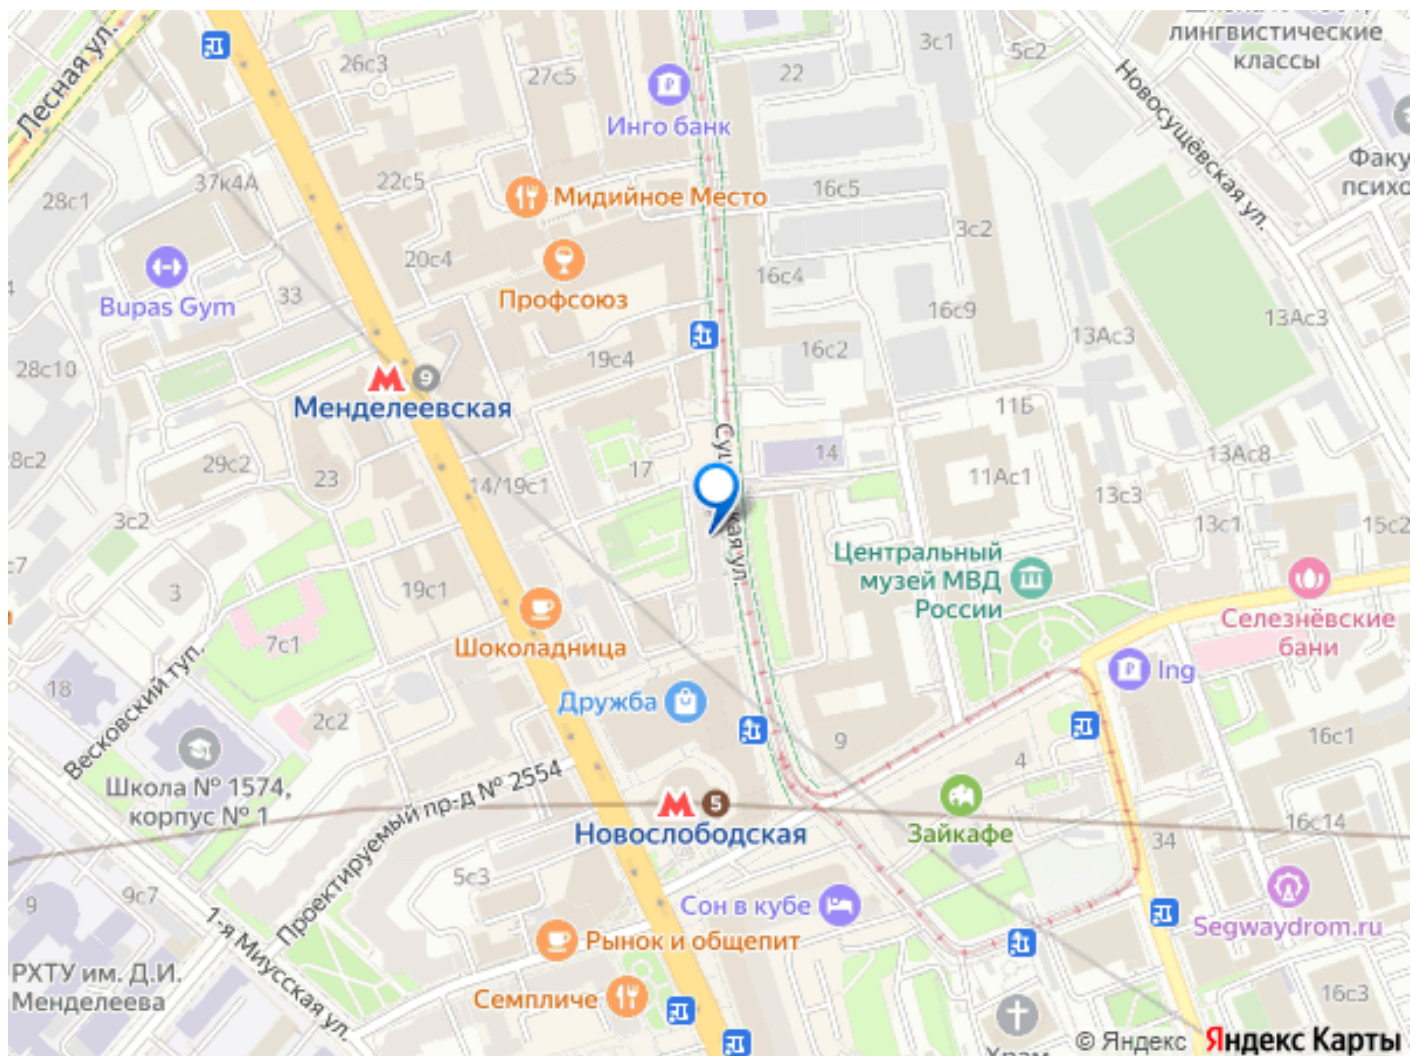 Лесная ул.
26с3
27с5
22
3с1
5с2
лингвистические
классы
Инго банк
Новосущёвская ул.
28с1
37к4А
22с5
Мидийное Место
16с5
3с2
20с4
Bupas Gym
33
Профсоюз
16с4
16с9
13Ас3
13Ас3
28с10
19с4
16с2
9
Менделеевская
11Б
29с2
23
14/19с1
17
14
11Ас1
13Ас8
13с3
3с2
13с1
15с2
Центральный
музей МВД
России
3
19с1
7с1
Шоколадница
Селезнёвские
бани
Ing
18
Весковский туп.
2с2
Дружба
9
4
16с1
Школа № 1574,
корпус № 1
Проектируемый пр-д № 2554
5
Новослободская
Зайкафе
16с14
34
5с3
9с7
9
1-я Миусская ул.
Сон в кубе
Segwaydrom.ru
Рынок и общепит
РХТУ им. Д.И.
Менделеева
Семпличе
16с3
© Яндекс Яндекс Карты